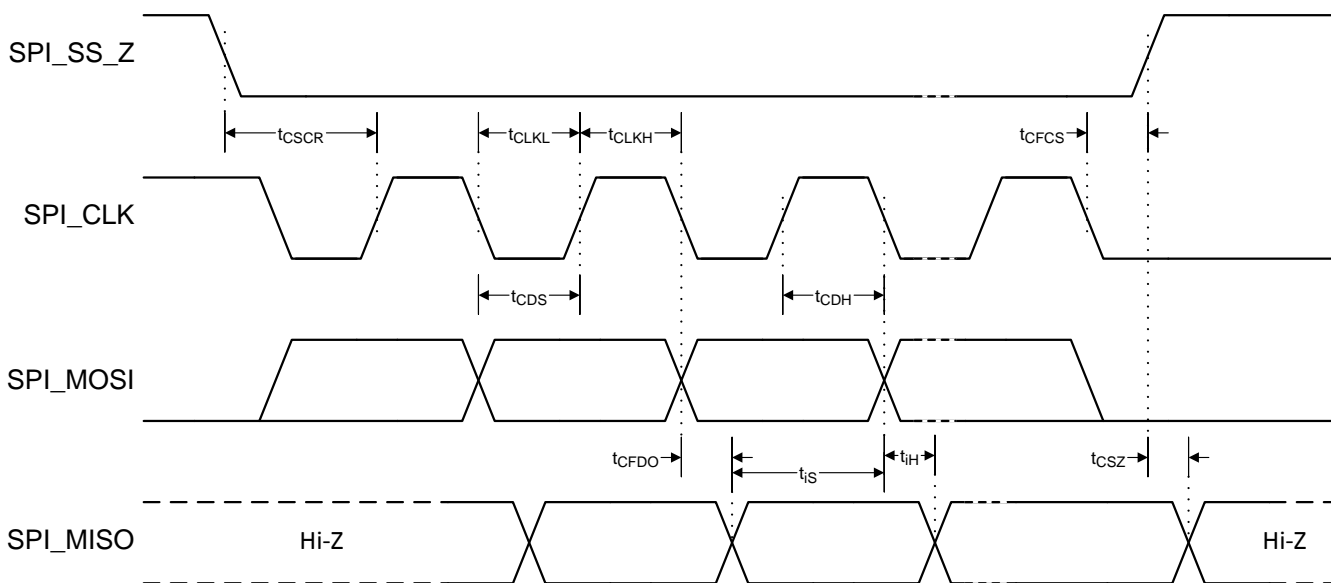 SPI_SS_Z
tCSCR
tCLKL
tCLKH
tCFCS
SPI_CLK
tCDS
tCDH
SPI_MOSI
tCFDO
tiS
tiH
tCSZ
SPI_MISO
Hi-Z
Hi-Z